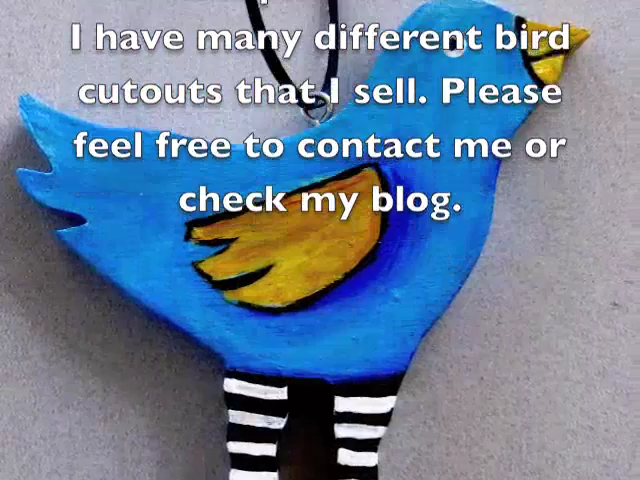 I have many different bird
cutouts that I sell. Please
feel free to contact me or
check my blog.